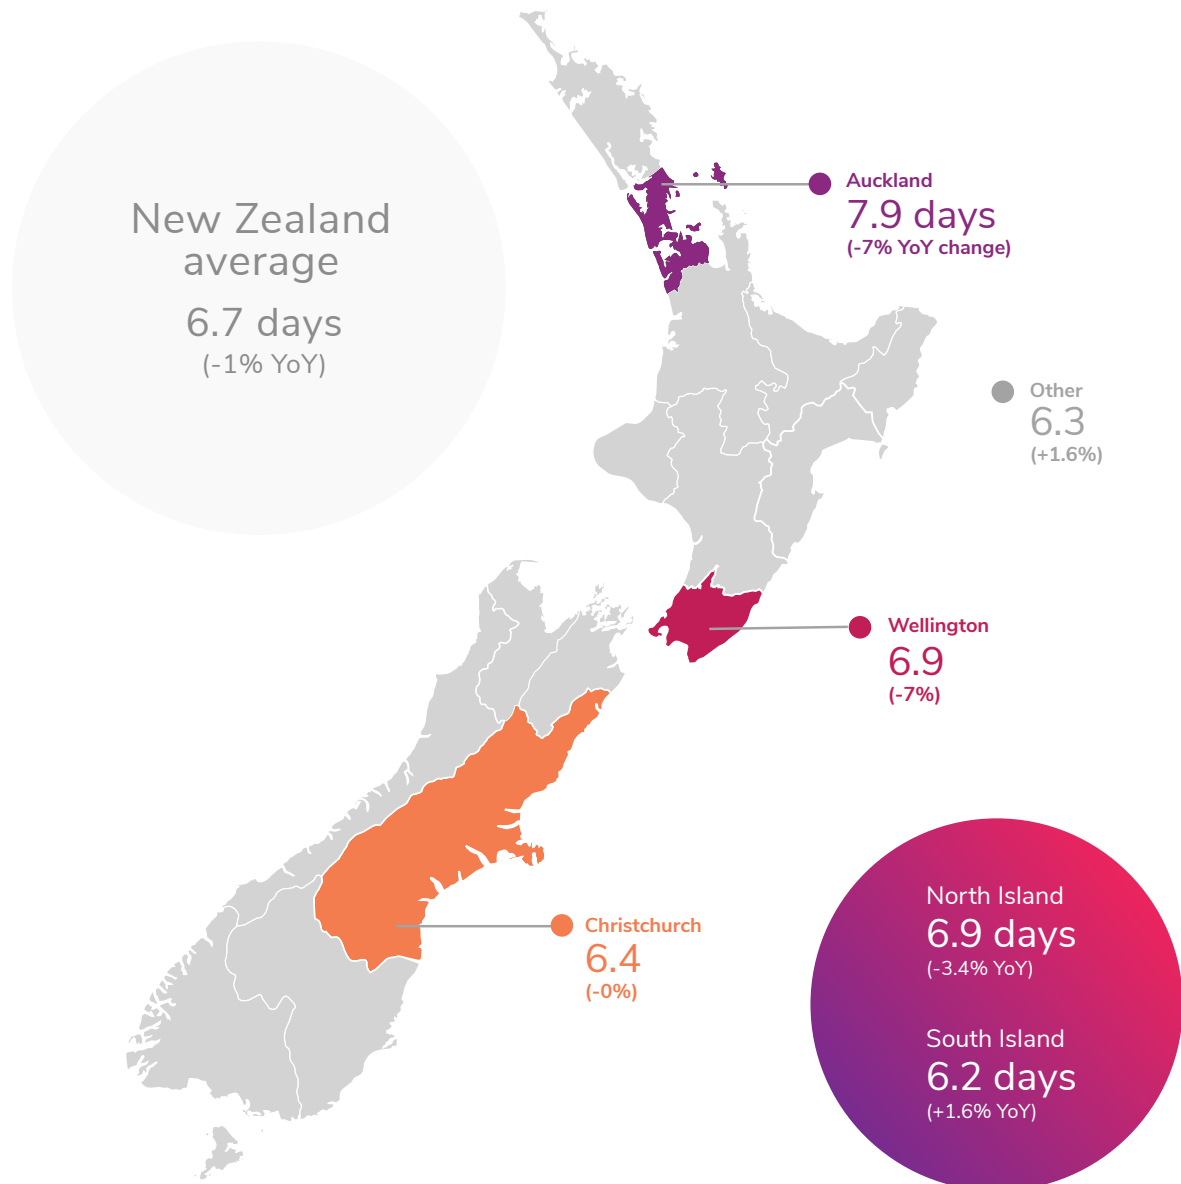 New Zealand
average
6.7 days
(-1% YoY)
Auckland
7.9 days
(-7% YoY change)
Other
6.3
(+1.6%)
Wellington
6.9
(-7%)
Christchurch
6.4
(-0%)
North Island
6.9 days
(-3.4% YoY)
South Island
6.2 days
(+1.6% YoY)